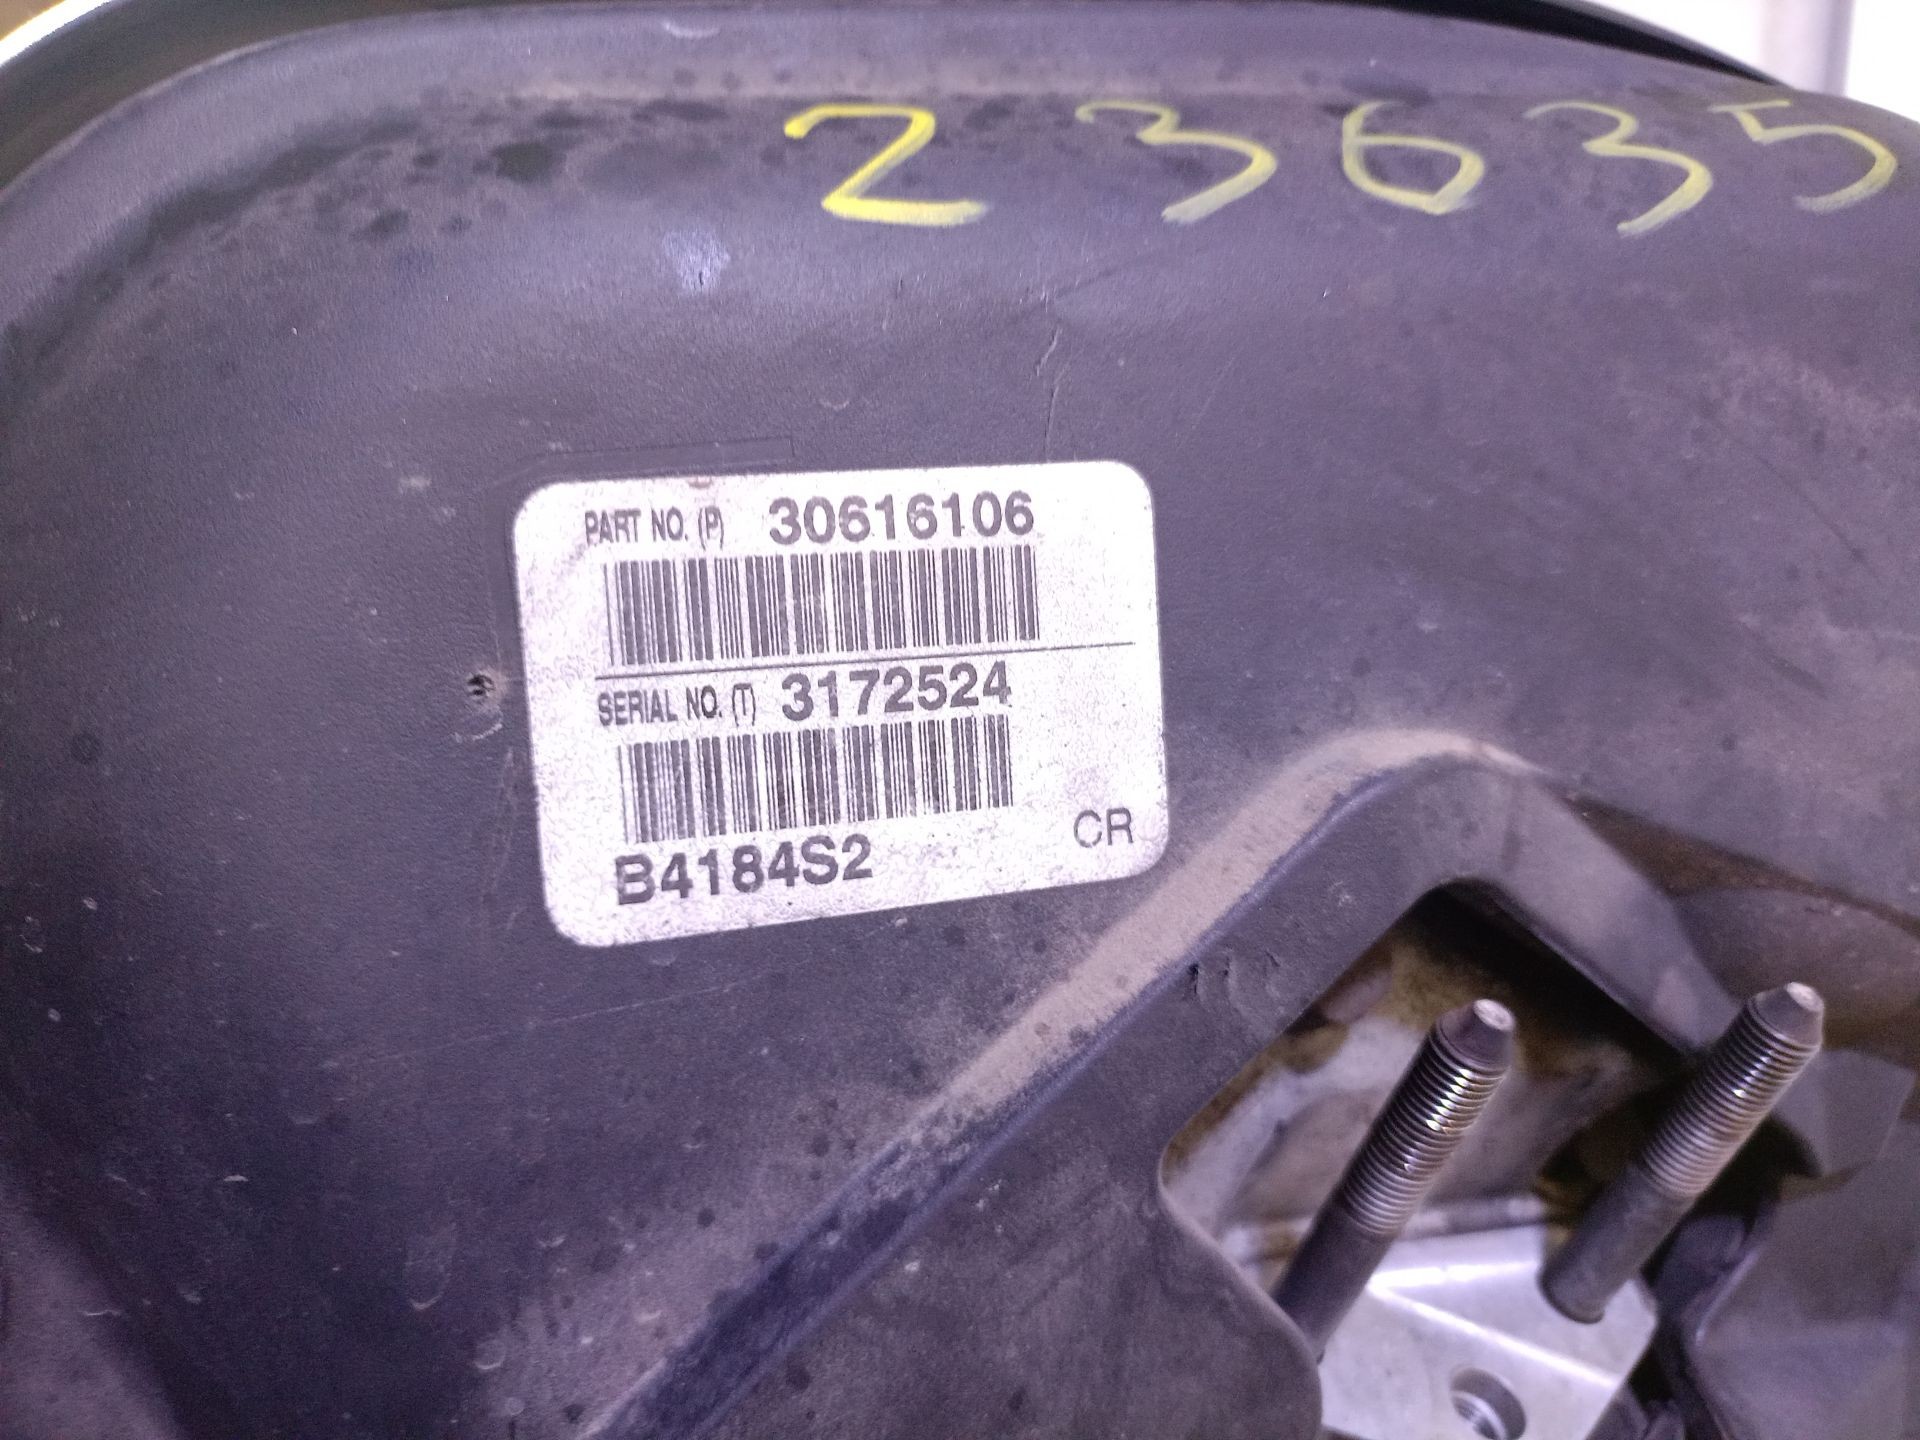 23635
PART NO. (P) 30616106
SERIAL NO. (T) 3172524
B4184S2 CR